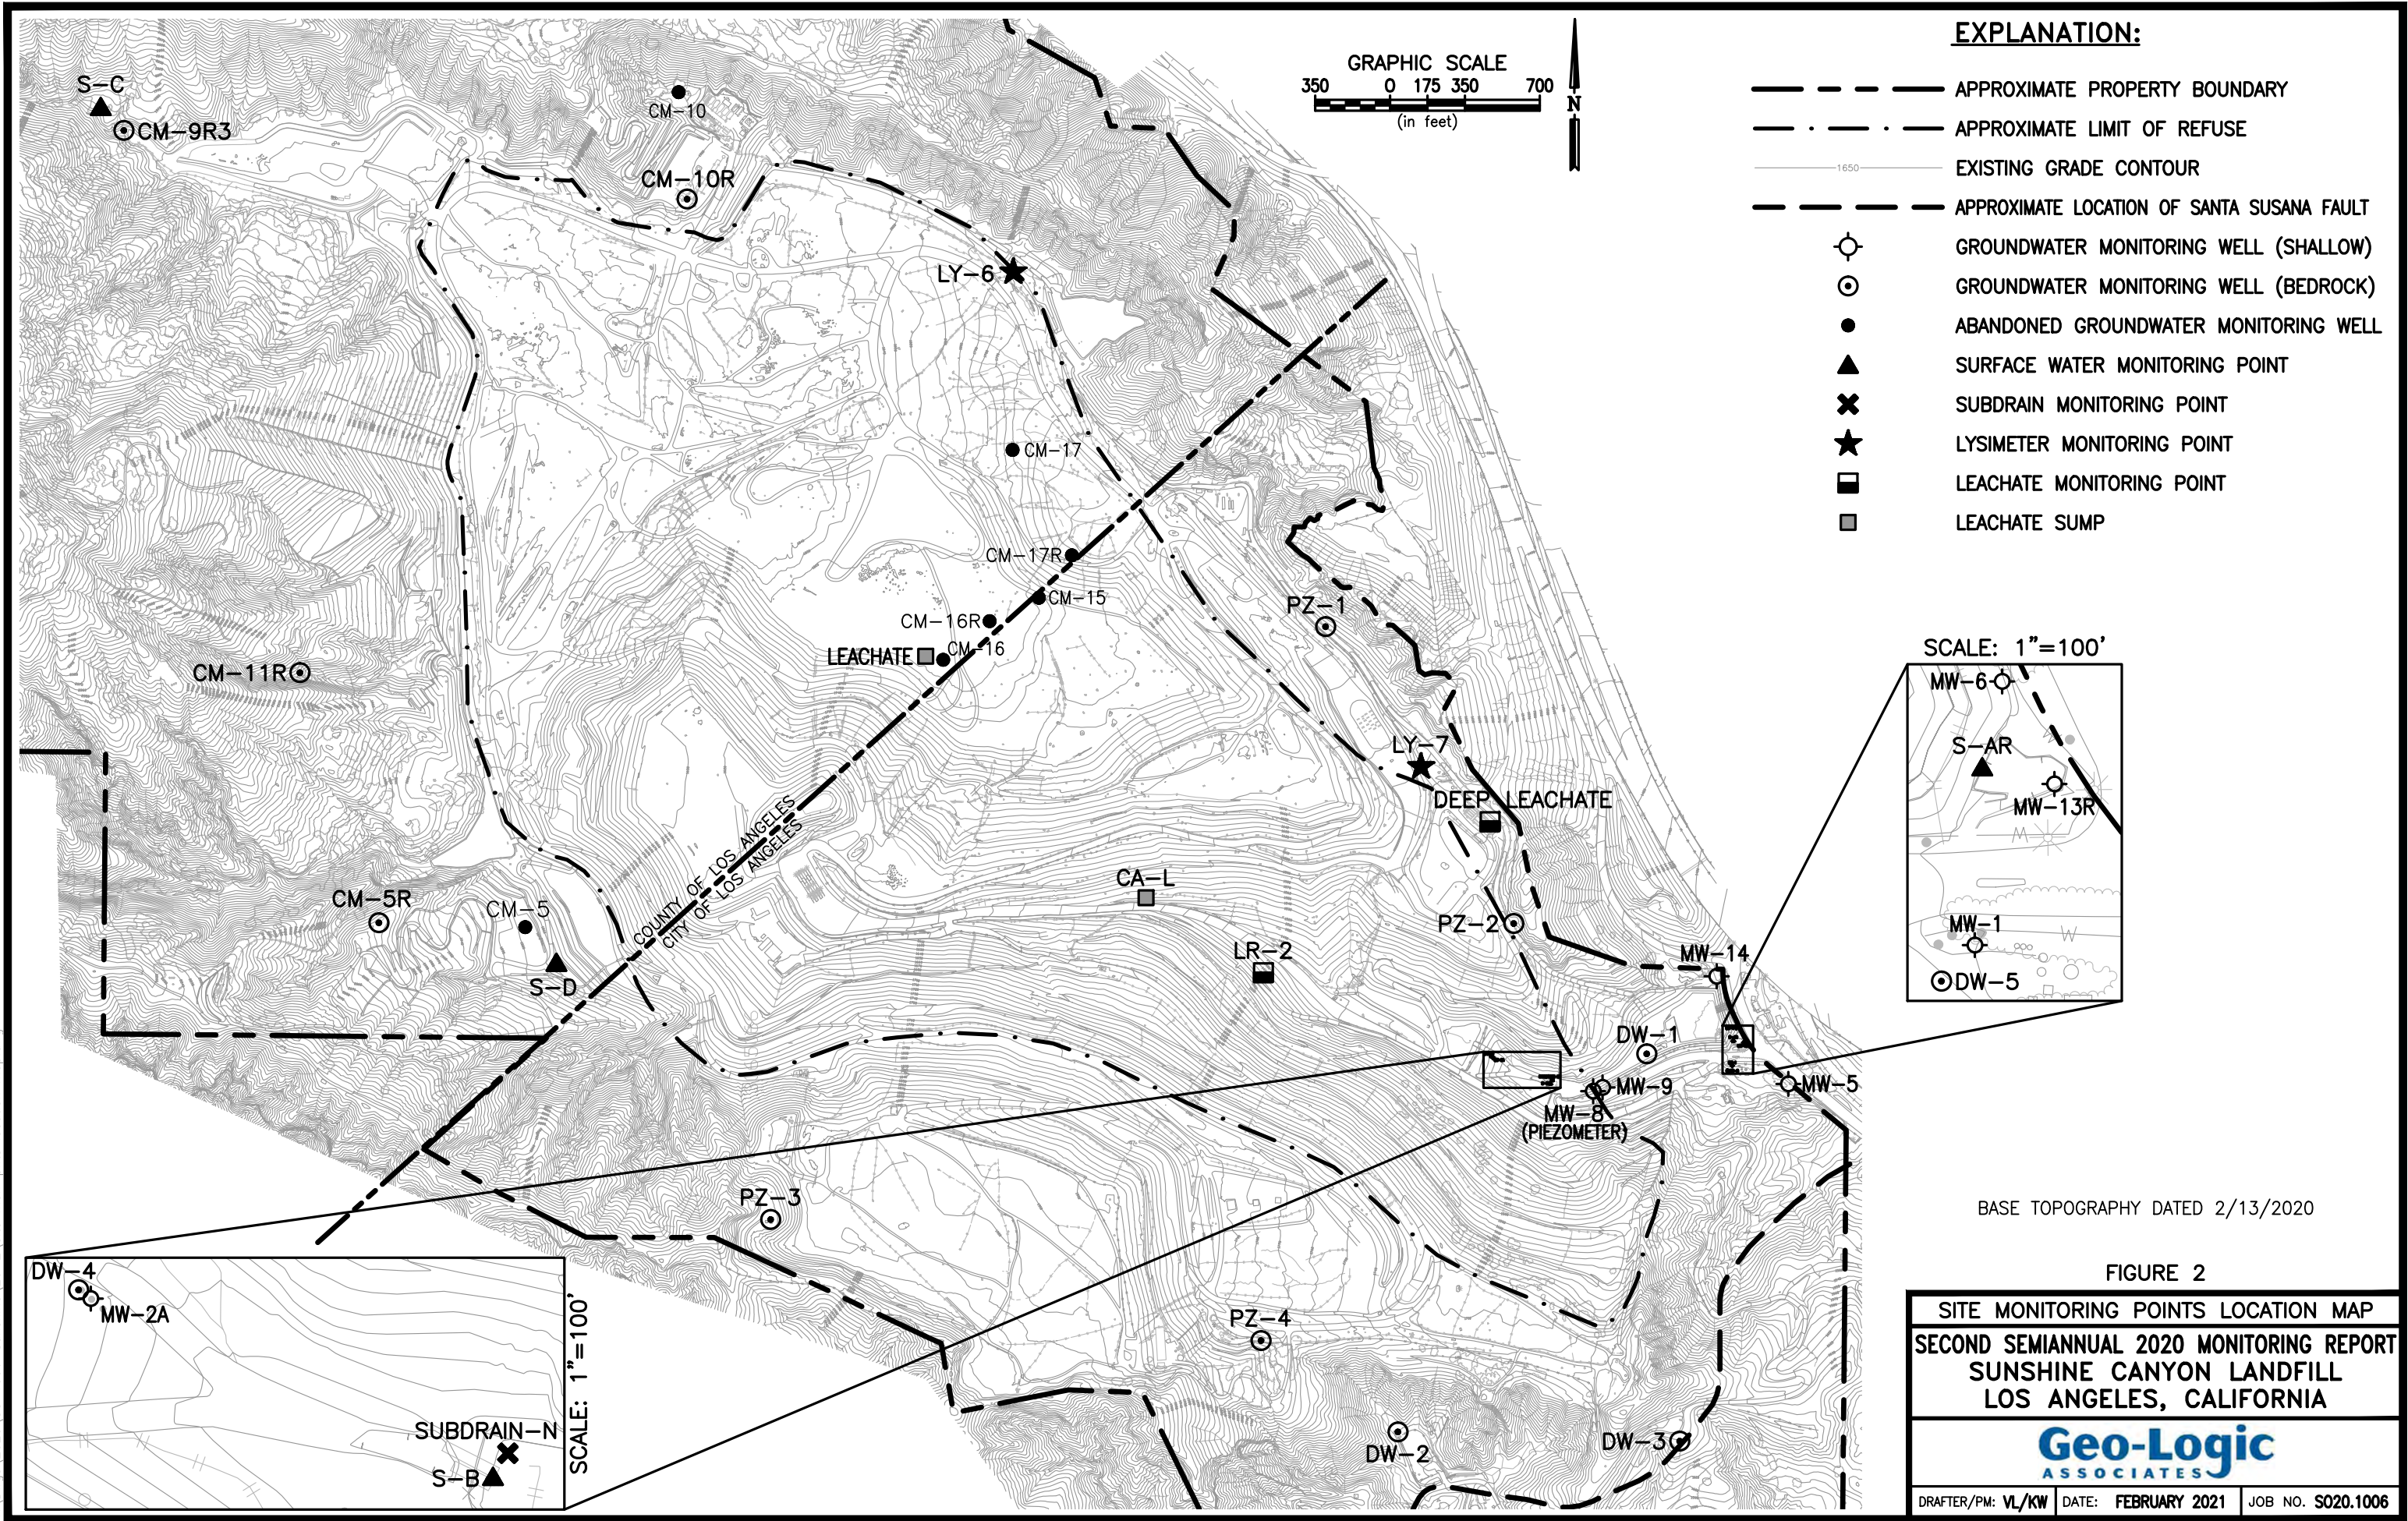 EXPLANATION:
GRAPHIC SCALE
350 0 175 350 700
(in feet)
N
APPROXIMATE PROPERTY BOUNDARY
APPROXIMATE LIMIT OF REFUSE
1650 EXISTING GRADE CONTOUR
APPROXIMATE LOCATION OF SANTA SUSANA FAULT
GROUNDWATER MONITORING WELL (SHALLOW)
GROUNDWATER MONITORING WELL (BEDROCK)
ABANDONED GROUNDWATER MONITORING WELL
SURFACE WATER MONITORING POINT
SUBDRAIN MONITORING POINT
LYSIMETER MONITORING POINT
LEACHATE MONITORING POINT
LEACHATE SUMP
S-C
CM-9R3
CM-10
CM-10R
LY-6
CM-17
CM-17R
CM-15
CM-16R
CM-16
LEACHATE
CM-11R
PZ-1
LY-7
DEEP LEACHATE
COUNTY OF LOS ANGELES
CITY OF LOS ANGELES
CA-L
CM-5R
CM-5
S-D
PZ-2
LR-2
MW-14
DW-1
MW-9
MW-8
(PIEZOMETER)
MW-5
PZ-3
PZ-4
DW-2
DW-3
SCALE: 1"=100'
MW-6
S-AR
MW-13R
MW-1
W
DW-5
DW-4
MW-2A
SUBDRAIN-N
S-B
SCALE: 1"=100'
BASE TOPOGRAPHY DATED 2/13/2020
FIGURE 2
SITE MONITORING POINTS LOCATION MAP
SECOND SEMIANNUAL 2020 MONITORING REPORT
SUNSHINE CANYON LANDFILL
LOS ANGELES, CALIFORNIA
Geo-Logic
ASSOCIATES
DRAFTER/PM: VL/KW DATE: FEBRUARY 2021 JOB NO. SO20.1006